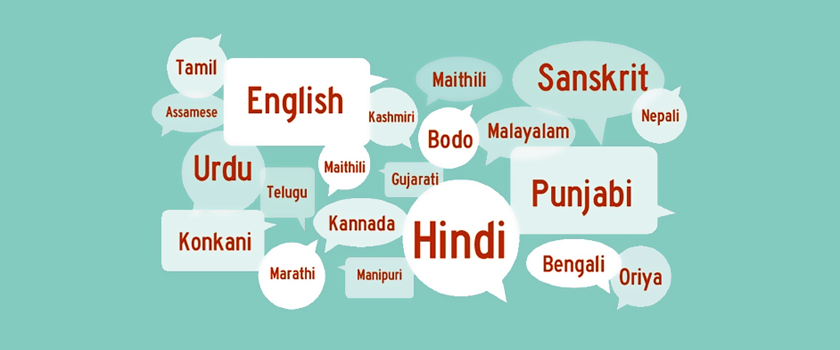 Tamil
English
Maithili
Sanskrit
Assamese
Kashmiri
Nepali
Bodo
Malayalam
Urdu
Maithili
Telugu
Gujarati
Punjabi
Konkani
Kannada
Hindi
Marathi
Manipuri
Bengali
Oriya